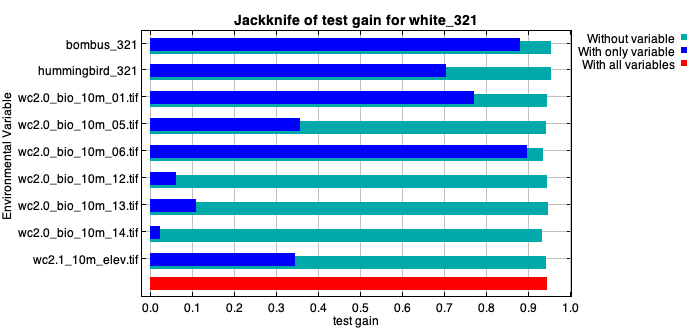 Jackknife of test gain for white_321
Without variable
With only variable
With all variables
Environmental Variable
bombus_321
hummingbird_321
wc2.0_bio_10m_01.tif
wc2.0_bio_10m_05.tif
wc2.0_bio_10m_06.tif
wc2.0_bio_10m_12.tif
wc2.0_bio_10m_13.tif
wc2.0_bio_10m_14.tif
wc2.1_10m_elev.tif
0.0 0.1 0.2 0.3 0.4 0.5 0.6 0.7 0.8 0.9 1.0
test gain